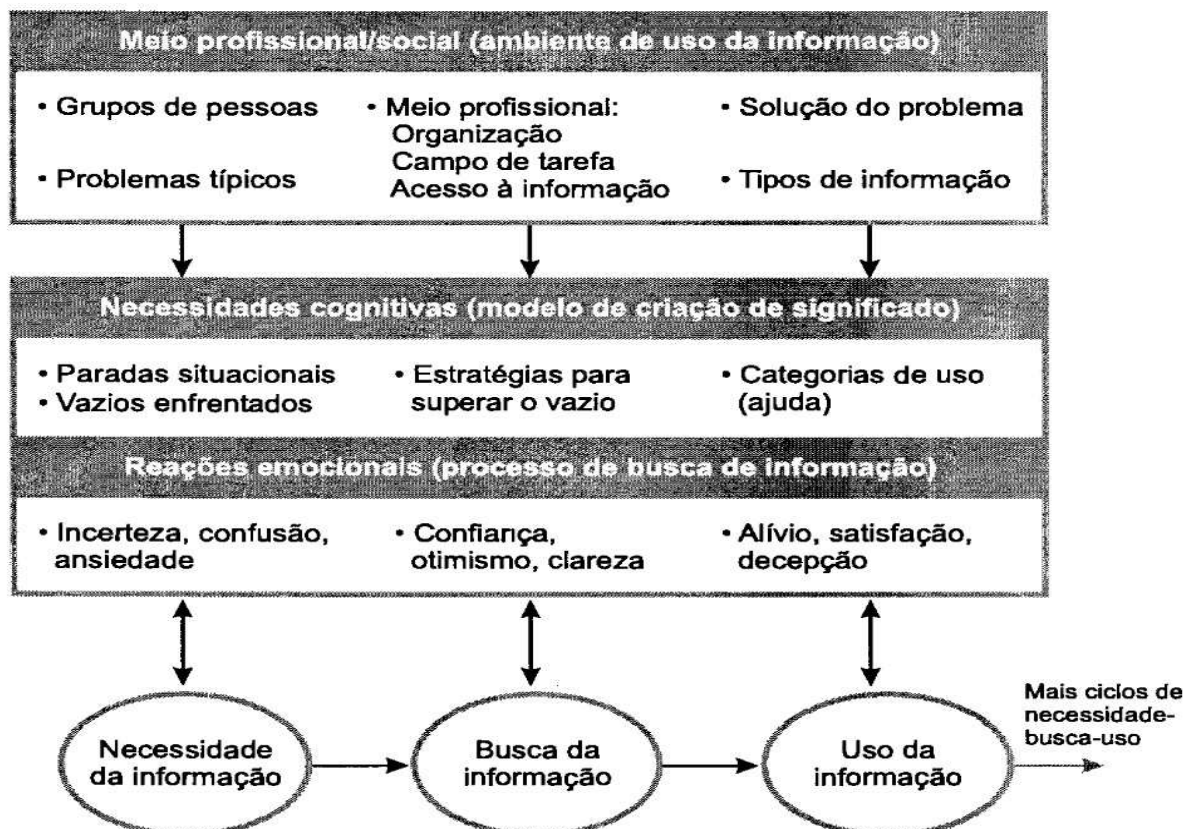 Meio profissional/social (ambiente de uso da informação)
• Grupos de pessoas
• Problemas típicos
• Meio profissional:
Organização
Campo de tarefa
Acesso à informação
• Solução do problema
• Tipos de informação
Necessidades cognitivas (modelo de criação de significado)
• Paradas situacionais
• Vazios enfrentados
• Estratégias para
superar o vazio
• Categorias de uso
(ajuda)
Reações emocionais (processo de busca de informação)
• Incerteza, confusão,
ansiedade
• Confiança,
otimismo, clareza
• Alívio, satisfação,
decepção
Necessidade
da informação
Busca da
informação
Uso da
informação
Mais ciclos de
necessidade-
busca-uso